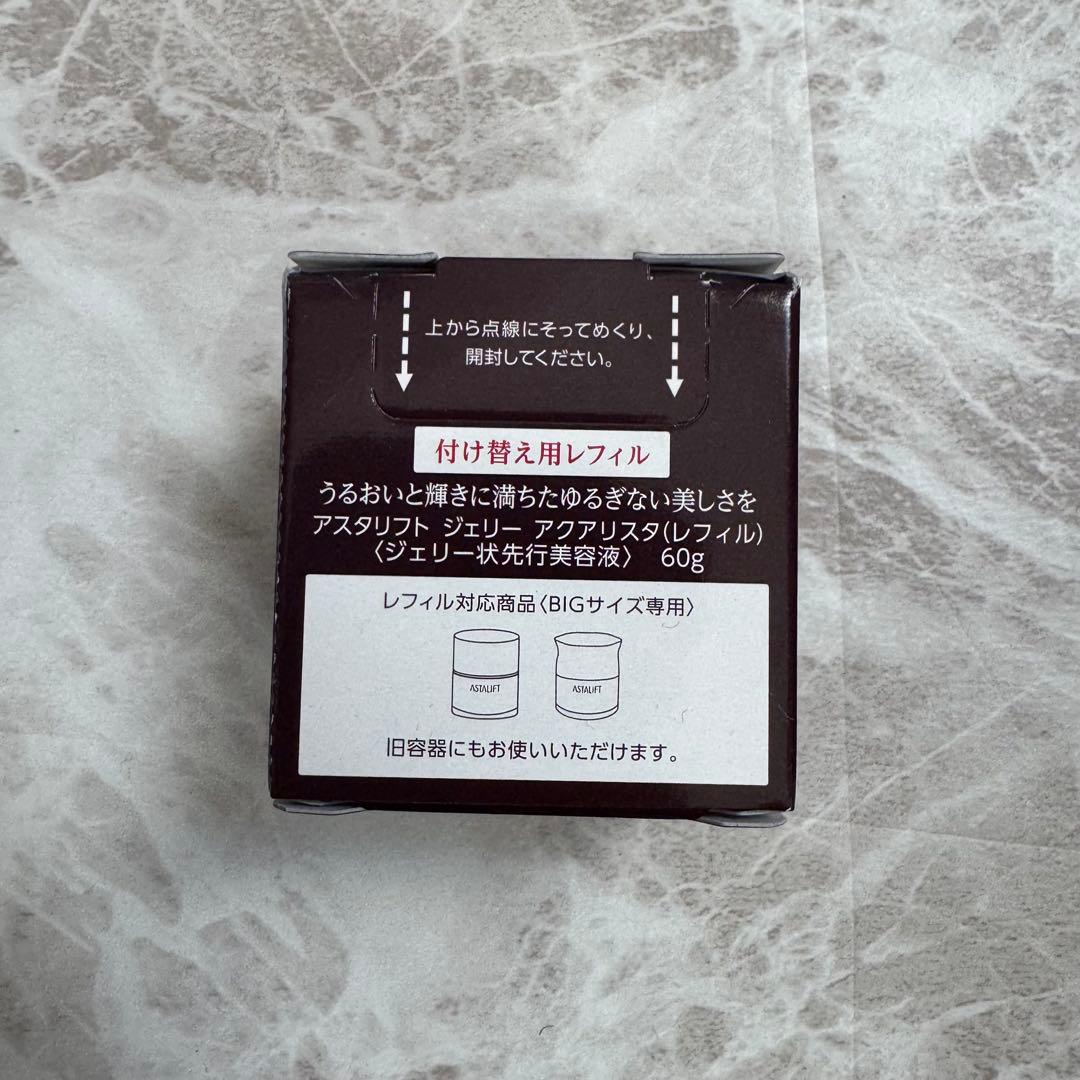 上から点線にそってめくり、
開封してください。
付け替え用レフィル
うるおいと輝きに満ちたゆるぎない美しさを
アスタリフト ジェリー アクアリスタ(レフィル)
〈ジェリー状先行美容液〉 60g
レフィル対応商品〈BIGサイズ専用〉
ASTALIFT ASTALIFT
旧容器にもお使いいただけます。